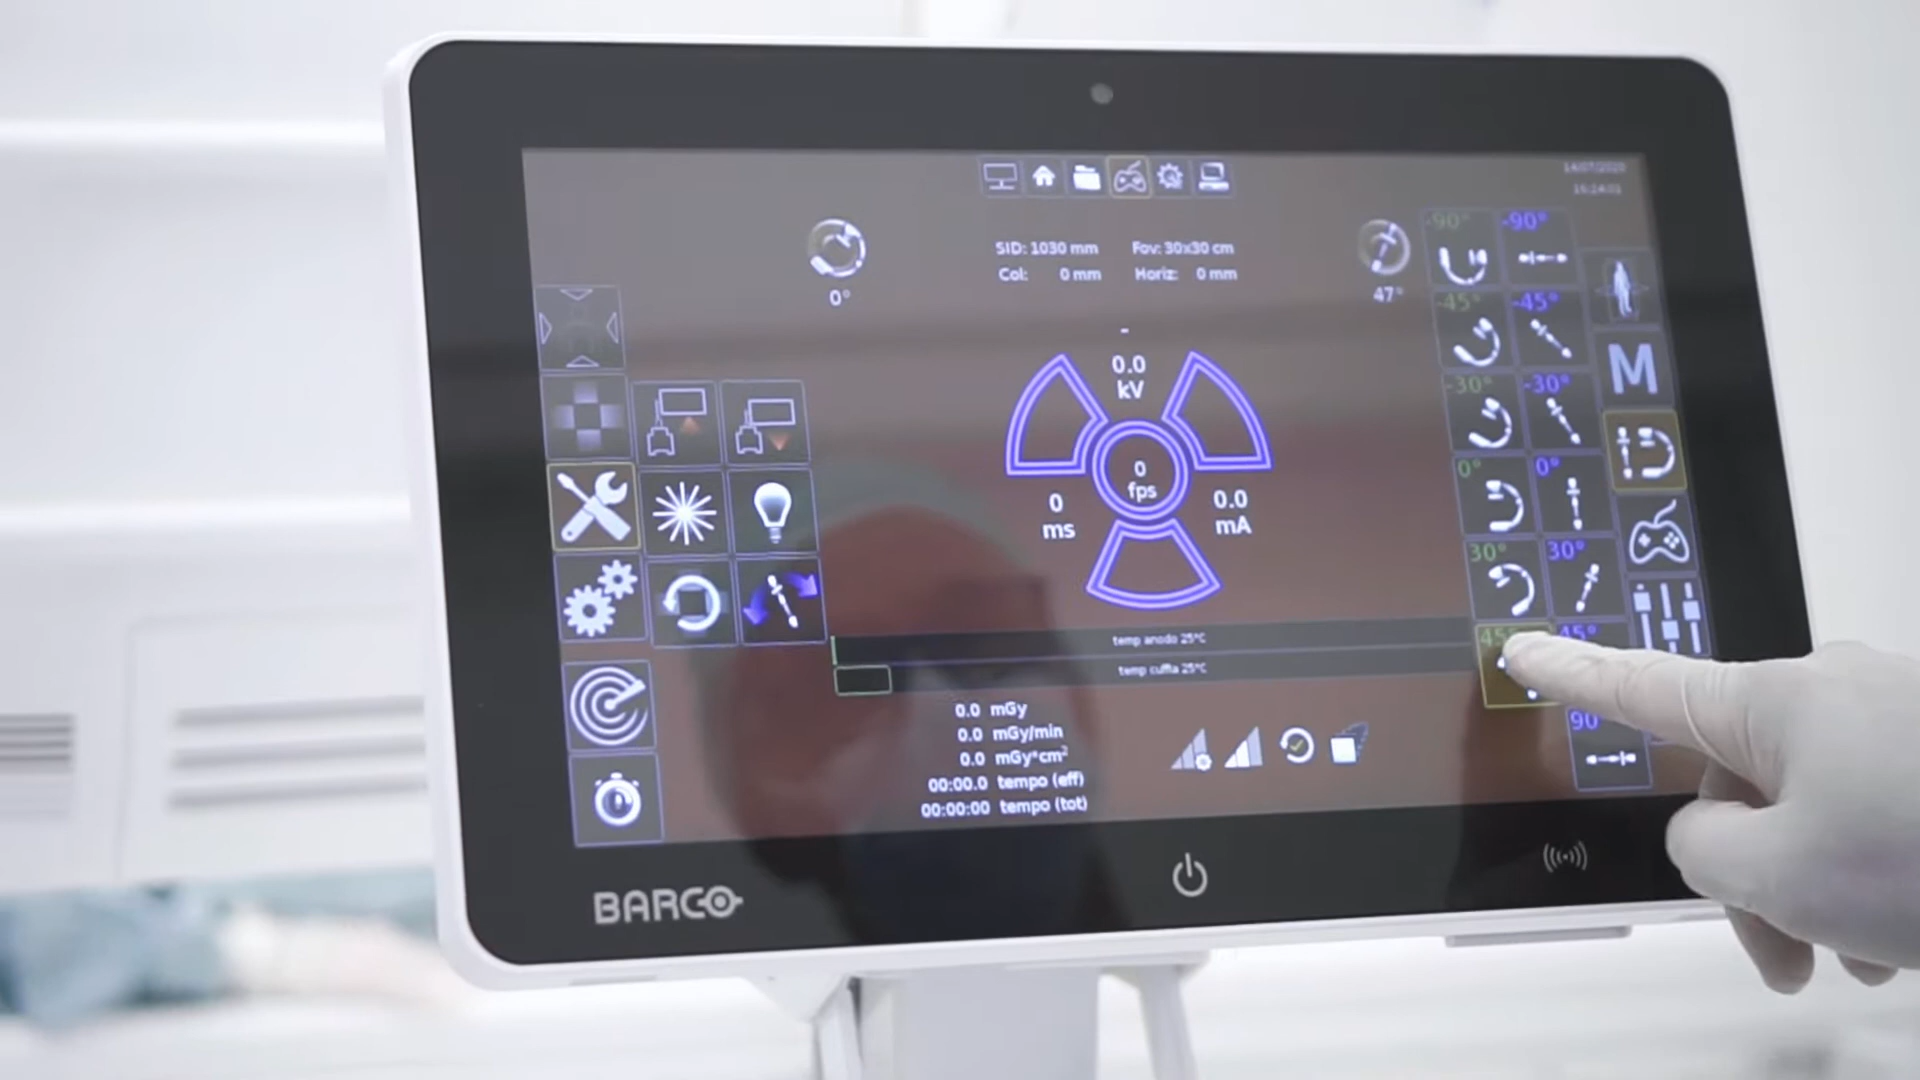 14/07/2020
SID: 1030 mm Fov: 30x30 cm
Col: 0 mm Horiz: 0 mm
0°
47°
-
0.0
kV
0
fps
0
ms
0.0
mA
-90° -90°
-45° -45°
-30° -30°
0° 0°
30° 30°
45° 45°
90
M
temp anodo 25°C
temp cuffia 25°C
0.0 mGy
0.0 mGy/min
0.0 mGy*cm²
00:00.0 tempo (eff)
00:00:00 tempo (tot)
BARCO